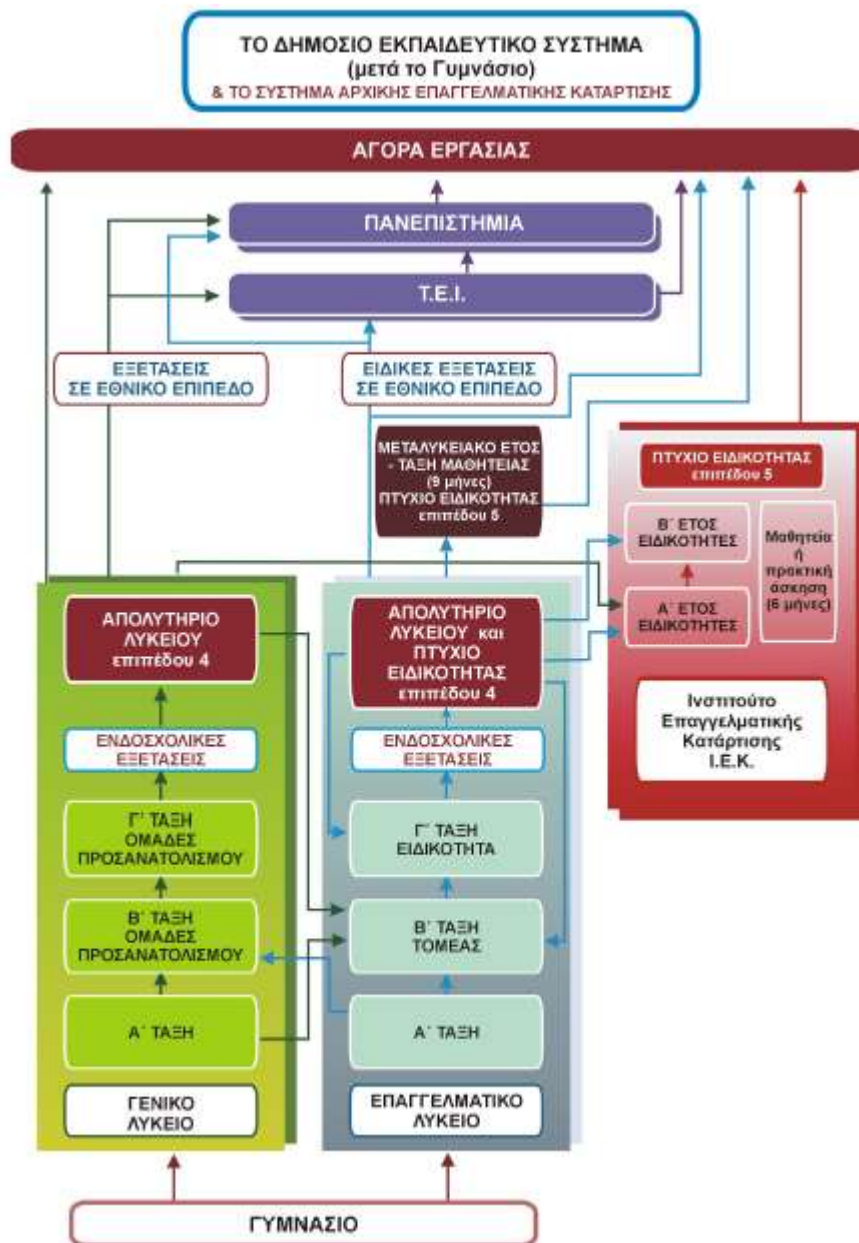 ΤΟ ΔΗΜΟΣΙΟ ΕΚΠΑΙΔΕΥΤΙΚΟ ΣΥΣΤΗΜΑ
(μετά το Γυμνάσιο)
& ΤΟ ΣΥΣΤΗΜΑ ΑΡΧΙΚΗΣ ΕΠΑΓΓΕΛΜΑΤΙΚΗΣ ΚΑΤΑΡΤΙΣΗΣ
ΑΓΟΡΑ ΕΡΓΑΣΙΑΣ
ΠΑΝΕΠΙΣΤΗΜΙΑ
Τ.Ε.Ι.
ΕΞΕΤΑΣΕΙΣ
ΣΕ ΕΘΝΙΚΟ ΕΠΙΠΕΔΟ
ΕΙΔΙΚΕΣ ΕΞΕΤΑΣΕΙΣ
ΣΕ ΕΘΝΙΚΟ ΕΠΙΠΕΔΟ
ΜΕΤΑΛΥΚΕΙΑΚΟ ΕΤΟΣ
- ΤΑΞΗ ΜΑΘΗΤΕΙΑΣ
(9 μήνες)
ΠΤΥΧΙΟ ΕΙΔΙΚΟΤΗΤΑΣ
επιπέδου 5
ΠΤΥΧΙΟ ΕΙΔΙΚΟΤΗΤΑΣ
επιπέδου 5
Β΄ ΕΤΟΣ
ΕΙΔΙΚΟΤΗΤΕΣ
Μαθητεία
ή
πρακτική
άσκηση
(6 μήνες)
Α΄ ΕΤΟΣ
ΕΙΔΙΚΟΤΗΤΕΣ
Ινστιτούτο
Επαγγελματικής
Κατάρτισης
Ι.Ε.Κ.
ΑΠΟΛΥΤΗΡΙΟ
ΛΥΚΕΙΟΥ
επιπέδου 4
ΕΝΔΟΣΧΟΛΙΚΕΣ
ΕΞΕΤΑΣΕΙΣ
Γ΄ ΤΑΞΗ
ΟΜΑΔΕΣ
ΠΡΟΣΑΝΑΤΟΛΙΣΜΟΥ
Β΄ ΤΑΞΗ
ΟΜΑΔΕΣ
ΠΡΟΣΑΝΑΤΟΛΙΣΜΟΥ
Α΄ ΤΑΞΗ
ΓΕΝΙΚΟ
ΛΥΚΕΙΟ
ΑΠΟΛΥΤΗΡΙΟ
ΛΥΚΕΙΟΥ και
ΠΤΥΧΙΟ
ΕΙΔΙΚΟΤΗΤΑΣ
επιπέδου 4
ΕΝΔΟΣΧΟΛΙΚΕΣ
ΕΞΕΤΑΣΕΙΣ
Γ΄ ΤΑΞΗ
ΕΙΔΙΚΟΤΗΤΑ
Β΄ ΤΑΞΗ
ΤΟΜΕΑΣ
Α΄ ΤΑΞΗ
ΕΠΑΓΓΕΛΜΑΤΙΚΟ
ΛΥΚΕΙΟ
ΓΥΜΝΑΣΙΟ